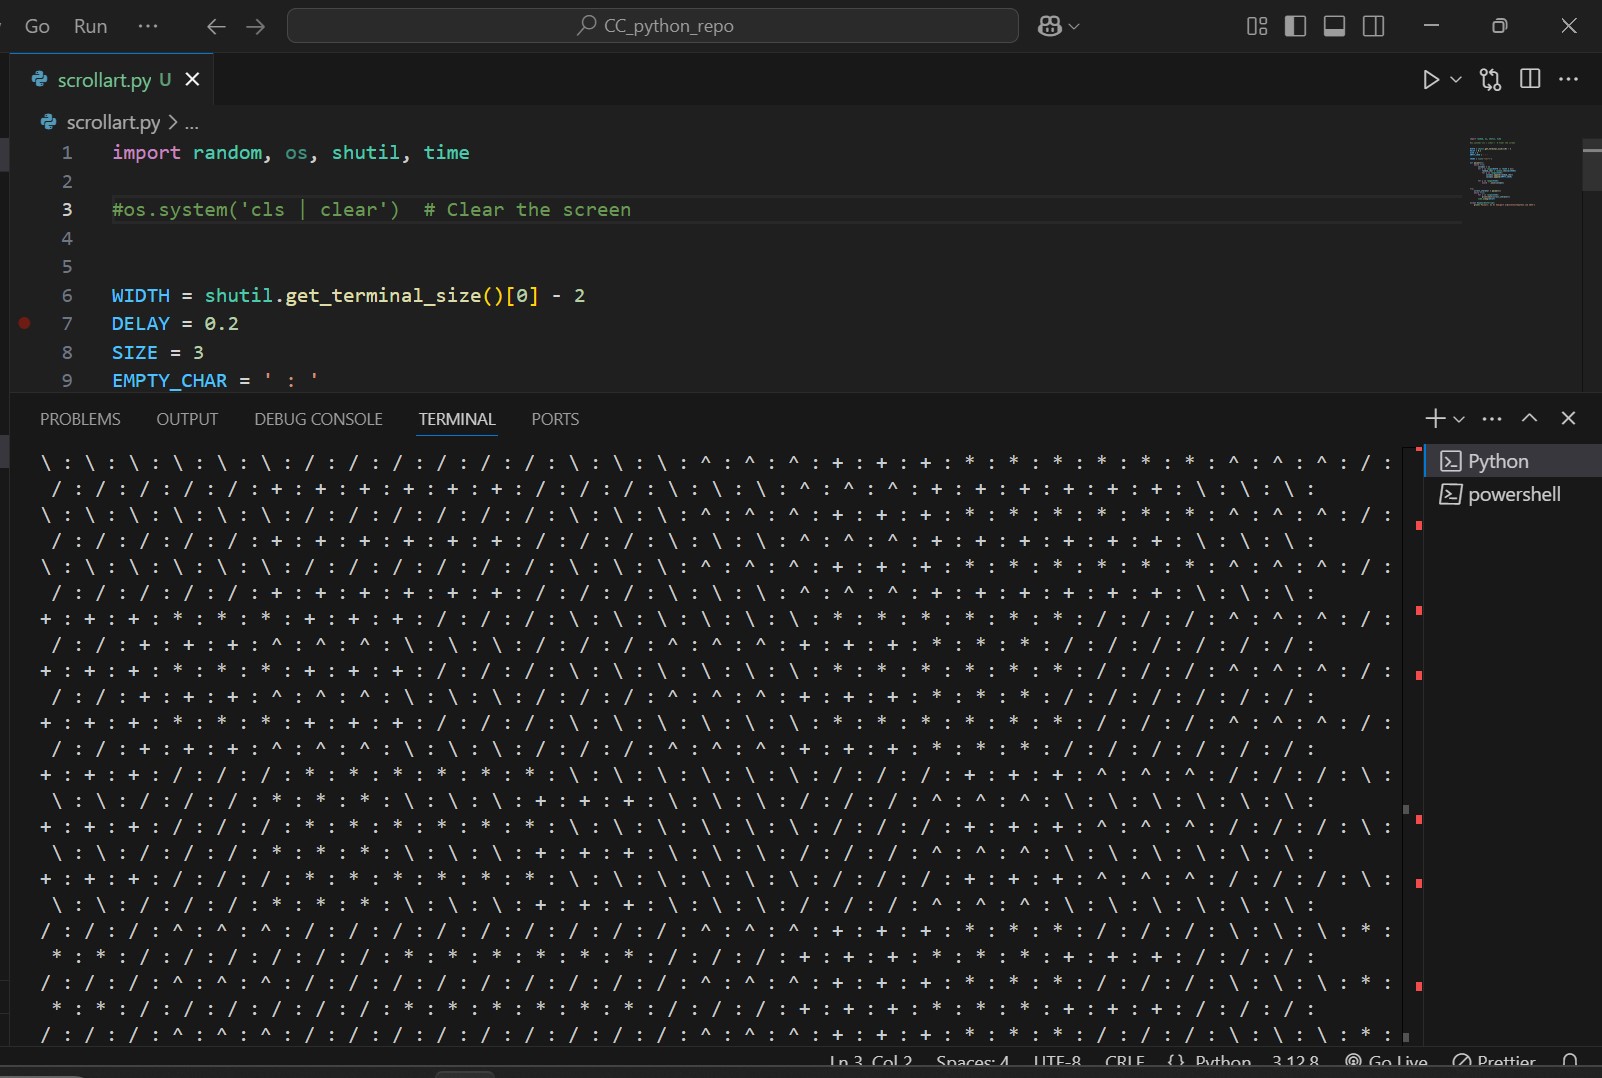 Go Run ··· CC_python_repo
scrollart.py U
scrollart.py > ...
1 import random, os, shutil, time
2
3 #os.system('cls | clear')  # Clear the screen
4
5
6 WIDTH = shutil.get_terminal_size()[0] - 2
7 DELAY = 0.2
8 SIZE = 3
9 EMPTY_CHAR = ' : '
PROBLEMS OUTPUT DEBUG CONSOLE TERMINAL PORTS
\ : \ : \ : \ : \ : \ : / : / : / : / : / : / : \ : \ : \ : ^ : ^ : ^ : + : + : + : * : * : * : * : * : * : ^ : ^ : ^ : / :
 / : / : / : / : / : + : + : + : + : + : + : / : / : / : \ : \ : \ : ^ : ^ : ^ : + : + : + : + : + : + : \ : \ : \ :
\ : \ : \ : \ : \ : \ : / : / : / : / : / : / : \ : \ : \ : ^ : ^ : ^ : + : + : + : * : * : * : * : * : * : ^ : ^ : ^ : / :
 / : / : / : / : / : + : + : + : + : + : + : / : / : / : \ : \ : \ : ^ : ^ : ^ : + : + : + : + : + : + : \ : \ : \ :
\ : \ : \ : \ : \ : \ : / : / : / : / : / : / : \ : \ : \ : ^ : ^ : ^ : + : + : + : * : * : * : * : * : * : ^ : ^ : ^ : / :
 / : / : / : / : / : + : + : + : + : + : + : / : / : / : \ : \ : \ : ^ : ^ : ^ : + : + : + : + : + : + : \ : \ : \ :
+ : + : + : * : * : * : + : + : + : / : / : / : \ : \ : \ : \ : \ : \ : * : * : * : * : * : * : / : / : / : ^ : ^ : ^ : / :
 / : / : + : + : + : ^ : ^ : ^ : \ : \ : \ : / : / : / : ^ : ^ : ^ : + : + : + : * : * : * : / : / : / : / : / : / :
+ : + : + : * : * : * : + : + : + : / : / : / : \ : \ : \ : \ : \ : \ : * : * : * : * : * : * : / : / : / : ^ : ^ : ^ : / :
 / : / : + : + : + : ^ : ^ : ^ : \ : \ : \ : / : / : / : ^ : ^ : ^ : + : + : + : * : * : * : / : / : / : / : / : / :
+ : + : + : * : * : * : + : + : + : / : / : / : \ : \ : \ : \ : \ : \ : * : * : * : * : * : * : / : / : / : ^ : ^ : ^ : / :
 / : / : + : + : + : ^ : ^ : ^ : \ : \ : \ : / : / : / : ^ : ^ : ^ : + : + : + : * : * : * : / : / : / : / : / : / :
+ : + : + : / : / : / : * : * : * : * : * : * : \ : \ : \ : \ : \ : \ : / : / : / : + : + : + : ^ : ^ : ^ : / : / : / : \ :
 \ : \ : / : / : / : * : * : * : \ : \ : \ : + : + : + : \ : \ : \ : / : / : / : ^ : ^ : ^ : \ : \ : \ : \ : \ : \ :
+ : + : + : / : / : / : * : * : * : * : * : * : \ : \ : \ : \ : \ : \ : / : / : / : + : + : + : ^ : ^ : ^ : / : / : / : \ :
 \ : \ : / : / : / : * : * : * : \ : \ : \ : + : + : + : \ : \ : \ : / : / : / : ^ : ^ : ^ : \ : \ : \ : \ : \ : \ :
+ : + : + : / : / : / : * : * : * : * : * : * : \ : \ : \ : \ : \ : \ : / : / : / : + : + : + : ^ : ^ : ^ : / : / : / : \ :
 \ : \ : / : / : / : * : * : * : \ : \ : \ : + : + : + : \ : \ : \ : / : / : / : ^ : ^ : ^ : \ : \ : \ : \ : \ : \ :
/ : / : / : ^ : ^ : ^ : / : / : / : / : / : / : / : / : / : ^ : ^ : ^ : + : + : + : * : * : * : / : / : / : \ : \ : \ : * :
 * : * : / : / : / : / : / : / : * : * : * : * : * : * : / : / : / : + : + : + : * : * : * : + : + : + : / : / : / :
/ : / : / : ^ : ^ : ^ : / : / : / : / : / : / : / : / : / : ^ : ^ : ^ : + : + : + : * : * : * : / : / : / : \ : \ : \ : * :
 * : * : / : / : / : / : / : / : * : * : * : * : * : * : / : / : / : + : + : + : * : * : * : + : + : + : / : / : / :
/ : / : / : ^ : ^ : ^ : / : / : / : / : / : / : / : / : / : ^ : ^ : ^ : + : + : + : * : * : * : / : / : / : \ : \ : \ : * :
Python
powershell
Ln 3, Col 2 Spaces: 4 UTF-8 CRLF {} Python 3.12.8 Go Live Prettier